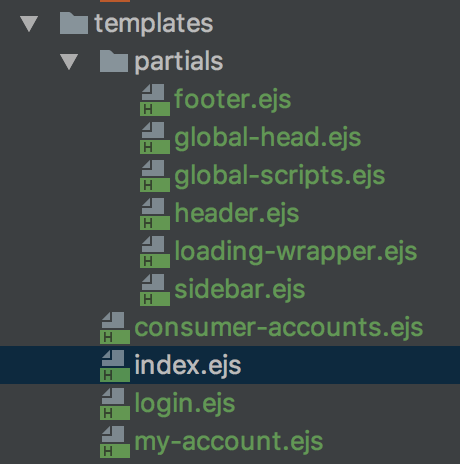 templates
partials
footer.ejs
global-head.ejs
global-scripts.ejs
header.ejs
loading-wrapper.ejs
sidebar.ejs
consumer-accounts.ejs
index.ejs
login.ejs
my-account.ejs